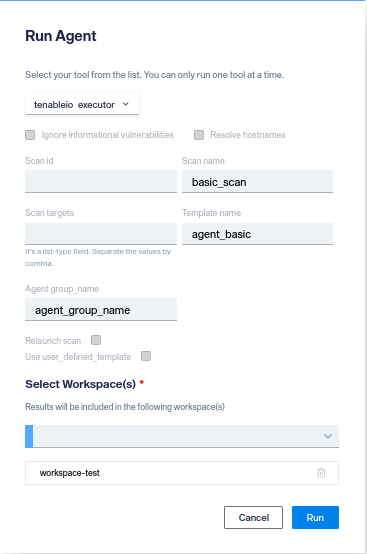 Run Agent
Select your tool from the list. You can only run one tool at a time.
tenableio executor
Ignore informational vulnerabilities Resolve hostnames
Scan id Scan name
basic_scan
Scan targets Template name
agent_basic
It's a list-type field. Separate the values by
comma.
Agent group_name
agent_group_name
Relaunch scan
Use user_defined_template
Select Workspace(s) *
Results will be included in the following workspace(s)
workspace-test
Cancel Run